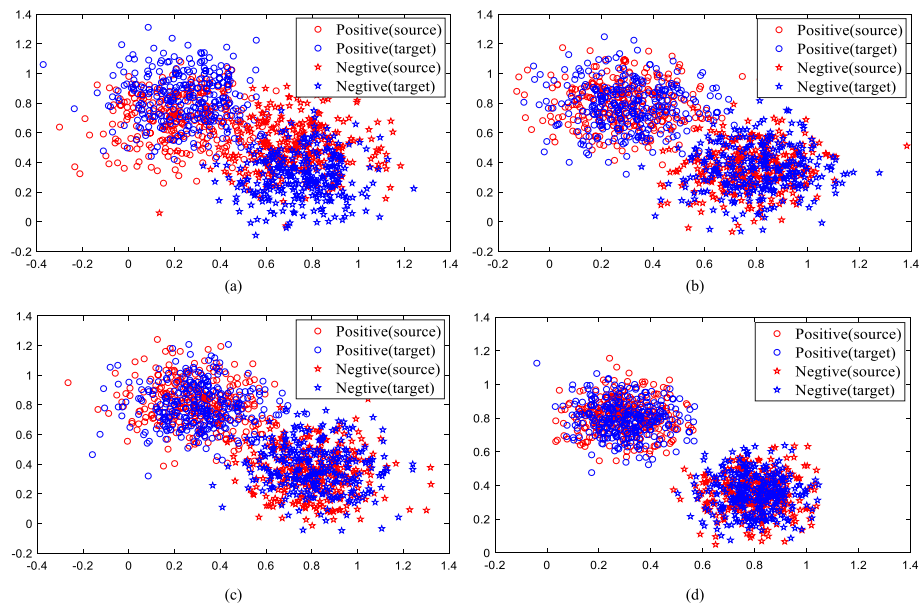 1.4
1.2
1
0.8
0.6
0.4
0.2
0
-0.2
-0.4 -0.2 0 0.2 0.4 0.6 0.8 1 1.2 1.4
Positive(source)
Positive(target)
Negtive(source)
Negtive(target)
(a)
1.4
1.2
1
0.8
0.6
0.4
0.2
0
-0.2
-0.2 0 0.2 0.4 0.6 0.8 1 1.2 1.4
Positive(source)
Positive(target)
Negtive(source)
Negtive(target)
(b)
1.4
1.2
1
0.8
0.6
0.4
0.2
0
-0.2
-0.4 -0.2 0 0.2 0.4 0.6 0.8 1 1.2 1.4
Positive(source)
Positive(target)
Negtive(source)
Negtive(target)
(c)
1.4
1.2
1
0.8
0.6
0.4
0.2
0
-0.2 0 0.2 0.4 0.6 0.8 1 1.2 1.4
Positive(source)
Positive(target)
Negtive(source)
Negtive(target)
(d)